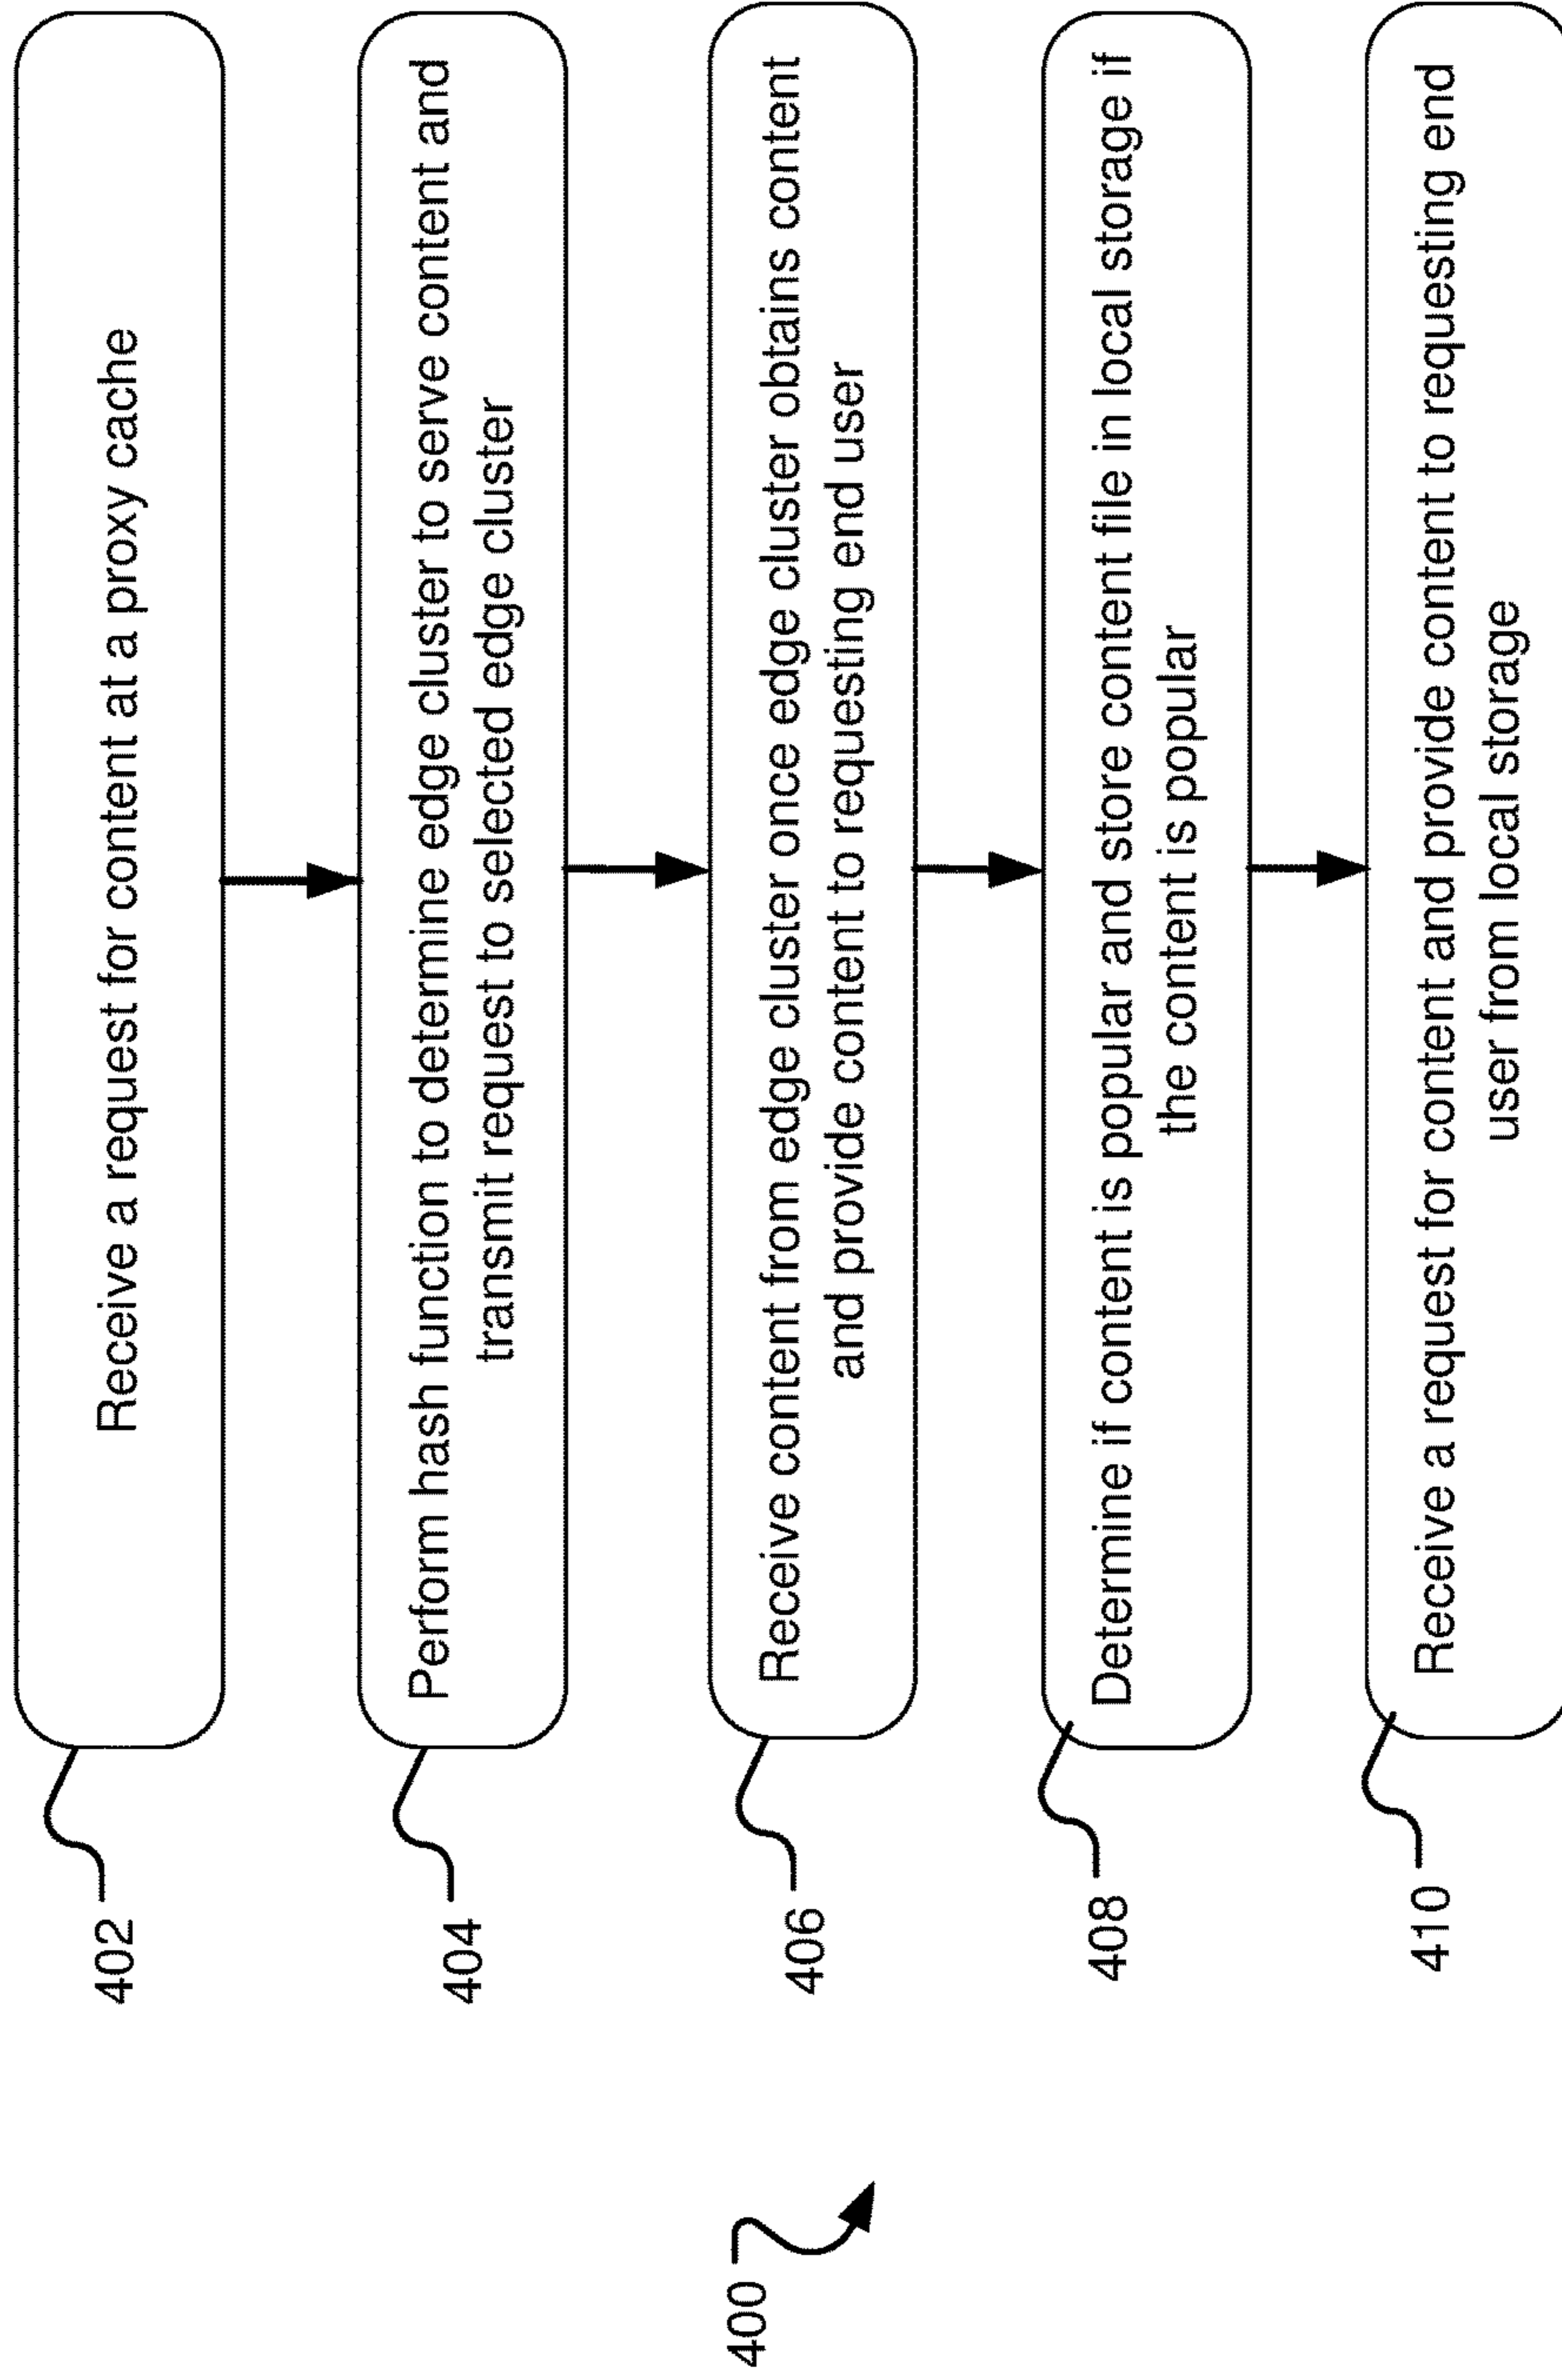 400
402
Receive a request for content at a proxy cache
404
Perform hash function to determine edge cluster to serve content and
transmit request to selected edge cluster
406
Receive content from edge cluster once edge cluster obtains content
and provide content to requesting end user
408
Determine if content is popular and store content file in local storage if
the content is popular
410
Receive a request for content and provide content to requesting end
user from local storage